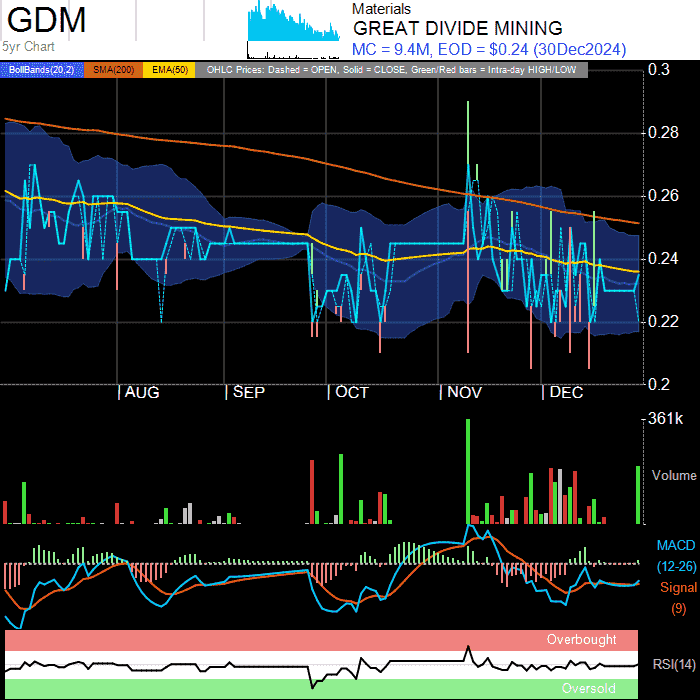 GDM
5yr Chart
Materials
GREAT DIVIDE MINING
MC = 9.4M, EOD = $0.24 (30Dec2024)
BollBands(20,2) SMA(200) EMA(50) OHLC Prices: Dashed = OPEN, Solid = CLOSE, Green/Red bars = Intra-day HIGH/LOW
0.3
0.28
0.26
0.24
0.22
0.2
AUG SEP OCT NOV DEC
361k
Volume
MACD
(12-26)
Signal
(9)
Overbought
RSI(14)
Oversold